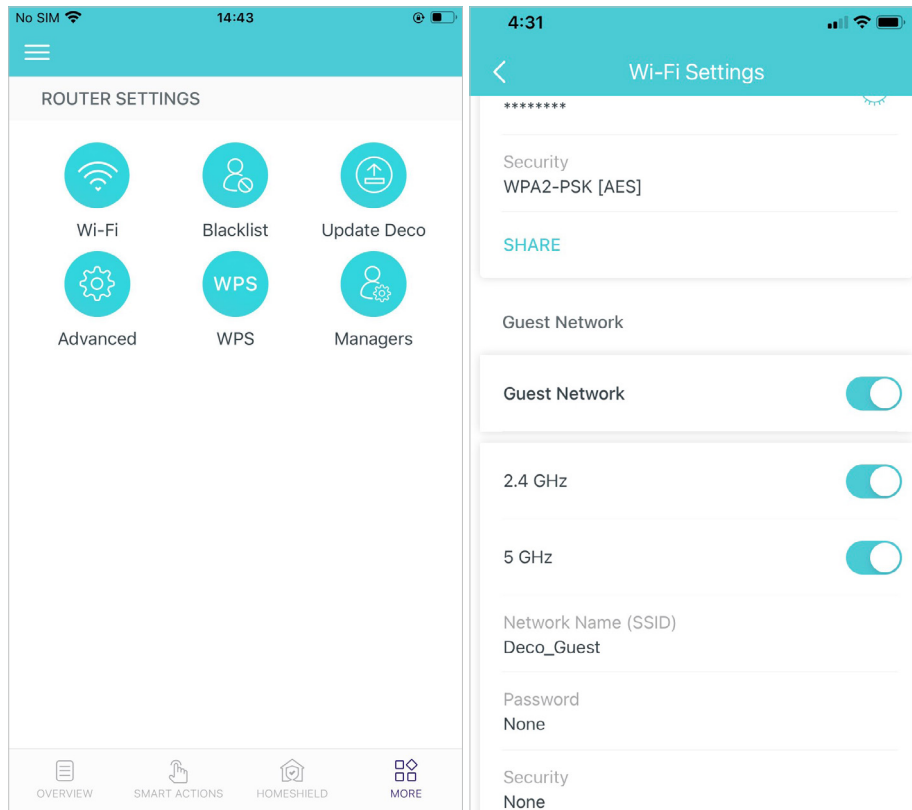 No SIM 14:43
ROUTER SETTINGS
Wi-Fi Blacklist Update Deco
WPS
Advanced WPS Managers
OVERVIEW SMART ACTIONS HOMESHIELD MORE
4:31
Wi-Fi Settings
********
Security
WPA2-PSK [AES]
SHARE
Guest Network
Guest Network
2.4 GHz
5 GHz
Network Name (SSID)
Deco_Guest
Password
None
Security
None